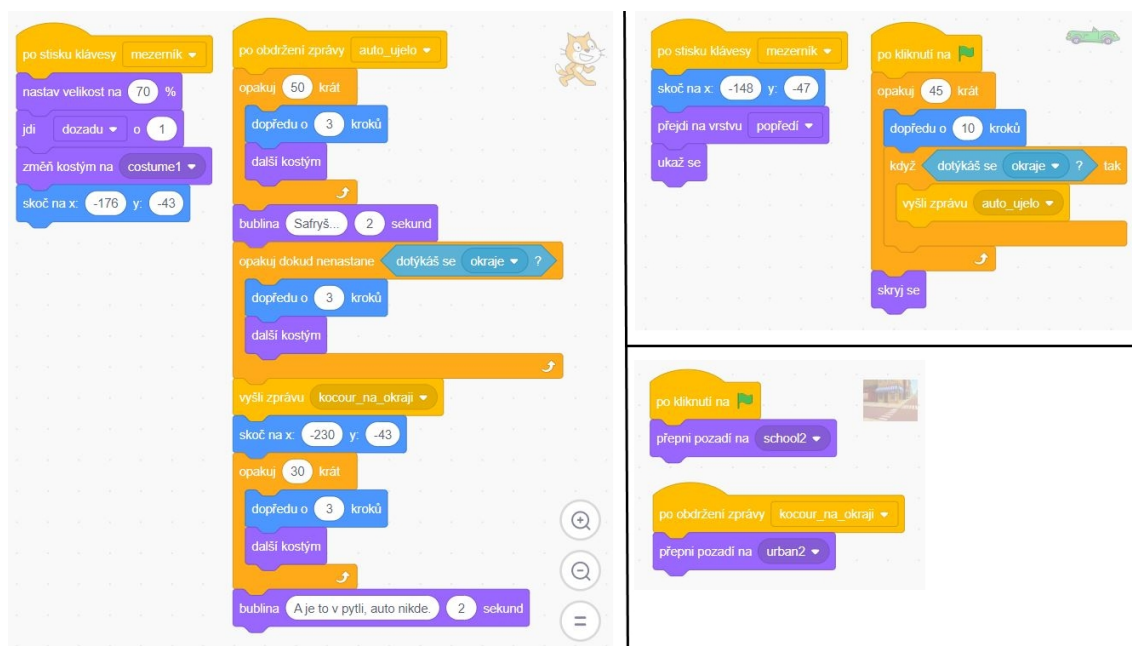 po stisku klávesy mezerník
nastav velikost na 70 %
jdi dozadu o 1
změň kostým na costume1
skoč na x: -176 y: -43
po obdržení zprávy auto_ujelo
opakuj 50 krát
dopředu o 3 kroků
další kostým
bublina Safryš... 2 sekund
opakuj dokud nenastane dotýkáš se okraje ?
dopředu o 3 kroků
další kostým
vyšli zprávu kocour_na_okraji
skoč na x: -230 y: -43
opakuj 30 krát
dopředu o 3 kroků
další kostým
bublina A je to v pytli, auto nikde. 2 sekund
po stisku klávesy mezerník
skoč na x: -148 y: -47
přejdi na vrstvu popředí
ukaž se
po kliknutí na
opakuj 45 krát
dopředu o 10 kroků
když dotýkáš se okraje ? tak
vyšli zprávu auto_ujelo
skryj se
po kliknutí na
přepni pozadí na school2
po obdržení zprávy kocour_na_okraji
přepni pozadí na urban2